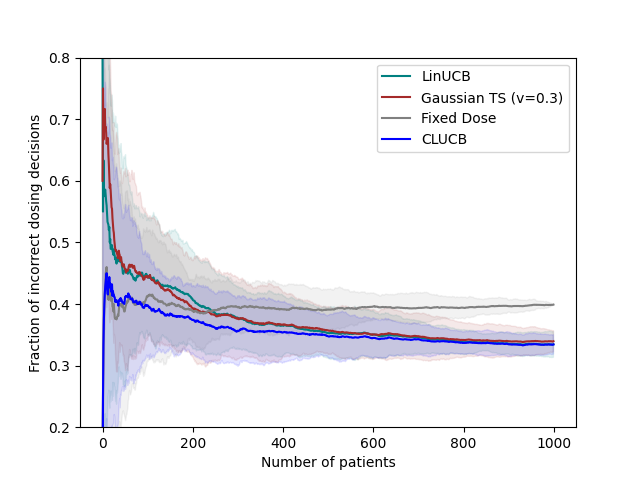 0.8
0.7
0.6
0.5
0.4
0.3
0.2
Fraction of incorrect dosing decisions
LinUCB
Gaussian TS (v=0.3)
Fixed Dose
CLUCB
0 200 400 600 800 1000
Number of patients